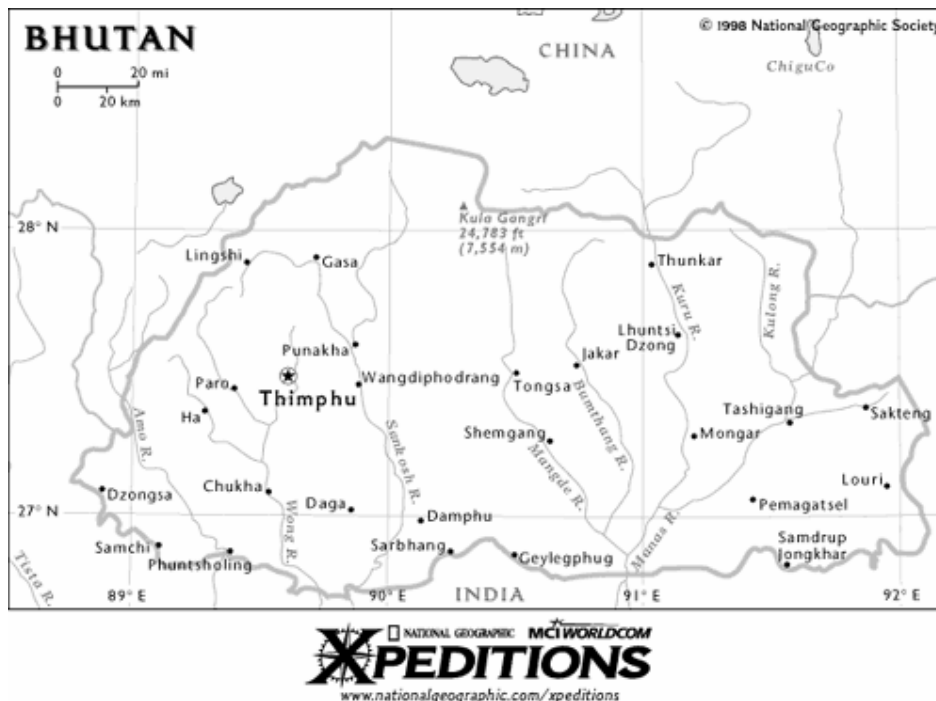 BHUTAN
© 1998 National Geographic Society
0 20 mi
0 20 km
CHINA
ChiguCo
28° N
Kula Gangri
24,783 ft
(7,554 m)
Lingshi
Gasa
Thunkar
Kuru R.
Kulong R.
Lhuntsi
Dzong
Punakha
Jakar
Paro
Thimphu
Wangdiphodrang
Tongsa
Ha
Amo R.
Sankosh R.
Bumthang R.
Tashigang
Sakteng
Shemgang
Mongar
Mangde R.
Dzongsa
Chukha
Daga
Louri
Pemagatsel
27° N
Damphu
Wong R.
Manas R.
Samchi
Phuntsholing
Sarbhang
Geylegphug
Samdrup
Jongkhar
Tista R.
89° E
90° E
INDIA
91° E
92° E
NATIONAL GEOGRAPHIC MCI WORLDCOM
XPEDITIONS
www.nationalgeographic.com/xpeditions